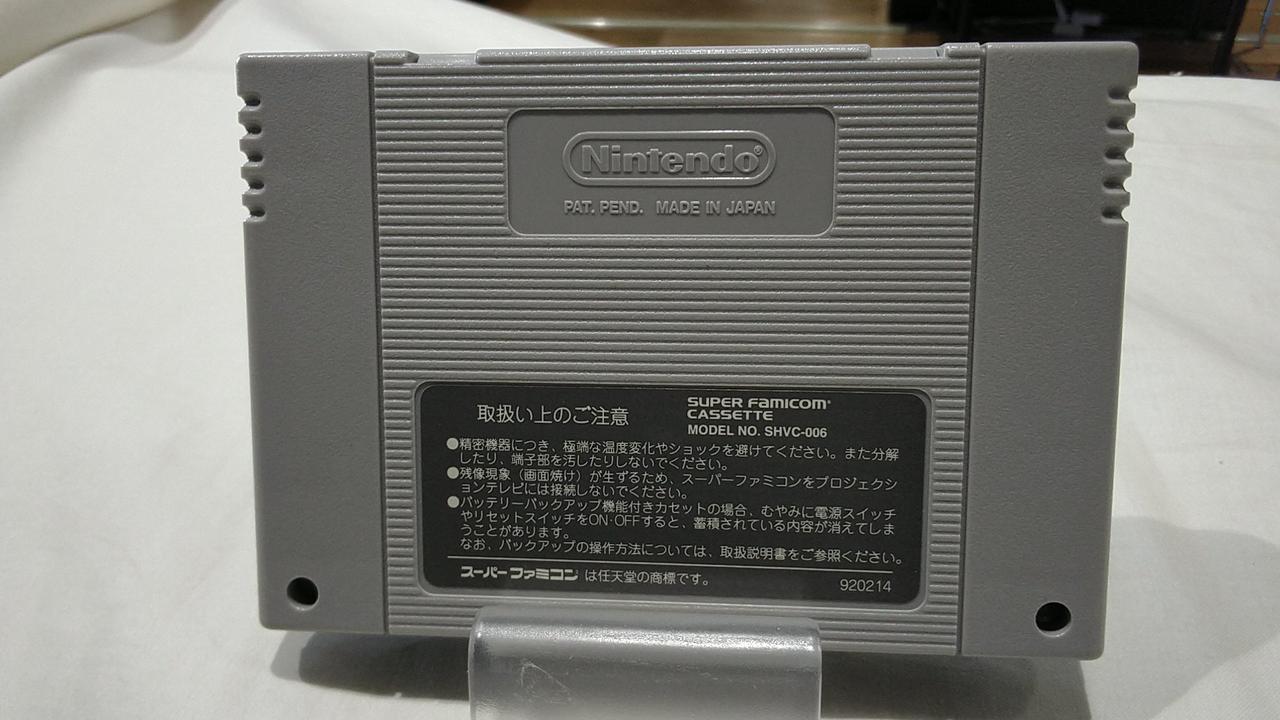 Nintendo®
PAT. PEND. MADE IN JAPAN
取扱い上のご注意
SUPER FAMICOM®
CASSETTE
MODEL NO. SHVC-006
●精密機器につき、極端な温度変化やショックを避けてください。また分解
したり、端子部を汚したりしないでください。
●残像現象（画面焼け）が生ずるため、スーパーファミコンをプロジェクシ
ョンテレビには接続しないでください。
●バッテリーバックアップ機能付きカセットの場合、むやみに電源スイッチ
やリセットスイッチをON・OFFすると、蓄積されている内容が消えてしま
うことがあります。
なお、バックアップの操作方法については、取扱説明書をご参照ください。
スーパーファミコン は任天堂の商標です。
920214